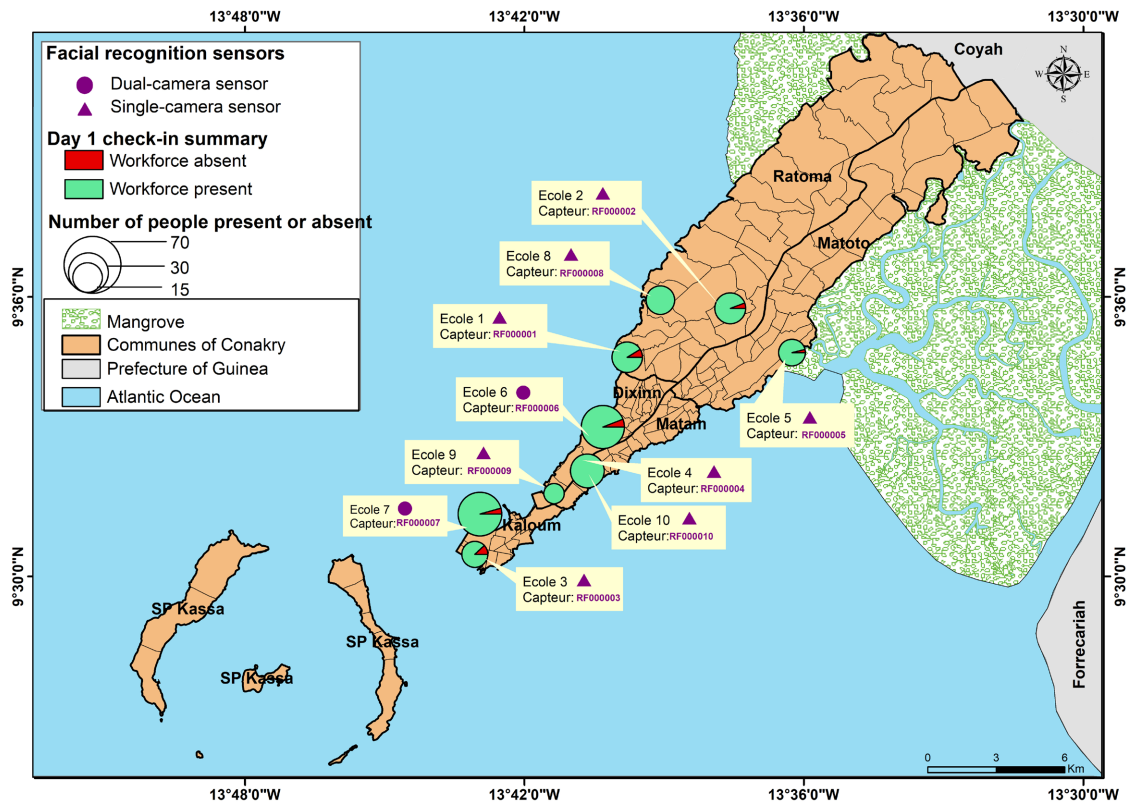 13°48'0"W
13°42'0"W
13°36'0"W
13°30'0"W
Facial recognition sensors
Dual-camera sensor
Single-camera sensor
Day 1 check-in summary
Workforce absent
Workforce present
Number of people present or absent
70
30
15
Mangrove
Communes of Conakry
Prefecture of Guinea
Atlantic Ocean
Coyah
N
W
E
S
Ratoma
Matoto
Ecole 2
Capteur: RF000002
Ecole 8
Capteur: RF000008
9°36'0"N
9°36'0"N
Ecole 1
Capteur: RF000001
Dixinn
Ecole 6
Capteur: RF000006
Matam
Ecole 5
Capteur: RF000005
Ecole 9
Capteur: RF000009
Ecole 4
Capteur: RF000004
Ecole 7
Capteur: RF000007
Kaloum
Ecole 10
Capteur: RF000010
Ecole 3
Capteur: RF000003
9°30'0"N
9°30'0"N
SP Kassa
SP Kassa
SP Kassa
Forrecariah
0
3
6
Km
13°48'0"W
13°42'0"W
13°36'0"W
13°30'0"W